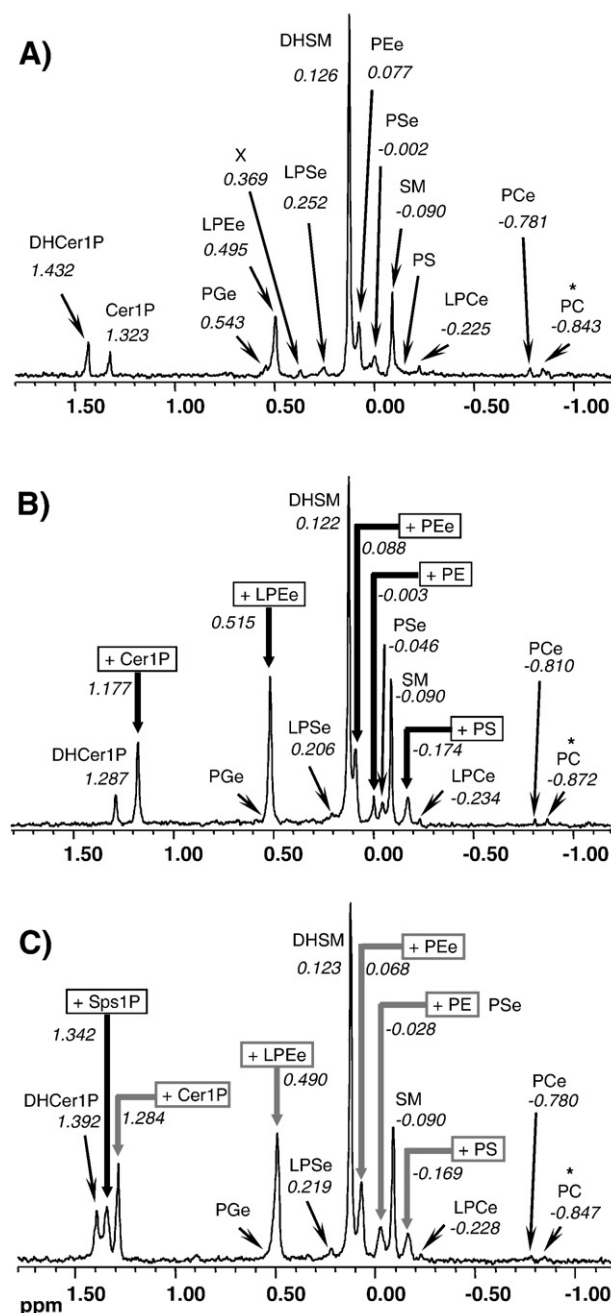 A)
DHSM
0.126
PEe
0.077
PSe
-0.002
X
0.369
LPSe
0.252
SM
-0.090
PCe
-0.781
DHCer1P
1.432
LPEe
0.495
PS
*
PC
-0.843
Cer1P
1.323
PGe
0.543
LPCe
-0.225
1.50 1.00 0.50 0.00 -0.50 -1.00
B)
DHSM
0.122
+ PEe
0.088
+ PE
-0.003
+ LPEe
0.515
PSe
-0.046
PCe
-0.810
+ Cer1P
1.177
SM
-0.090
*
PC
-0.872
LPSe
0.206
+ PS
-0.174
DHCer1P
1.287
PGe
LPCe
-0.234
1.50 1.00 0.50 0.00 -0.50 -1.00
C)
DHSM
0.123
+ PEe
0.068
+ Sps1P
1.342
+ PE PSe
-0.028
+ LPEe
0.490
DHCer1P
1.392
+ Cer1P
1.284
SM
-0.090
PCe
-0.780
+ PS
-0.169
LPSe
0.219
*
PC
-0.847
PGe
LPCe
-0.228
1.50 1.00 0.50 0.00 -0.50 -1.00
ppm